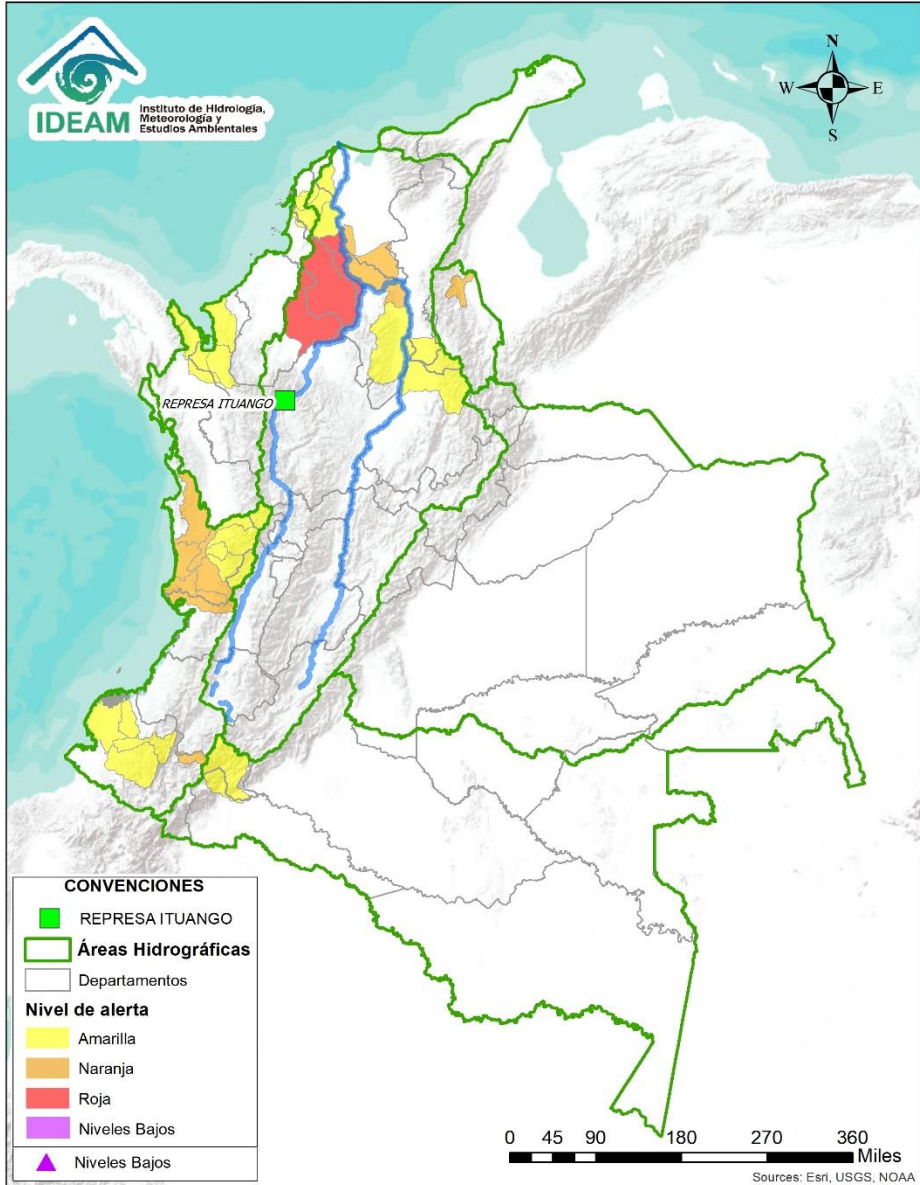 IDEAM
Instituto de Hidrología,
Meteorología y
Estudios Ambientales
N
W
E
S
REPRESA ITUANGO
CONVENCIONES
REPRESA ITUANGO
Áreas Hidrográficas
Departamentos
Nivel de alerta
Amarilla
Naranja
Roja
Niveles Bajos
Niveles Bajos
0 45 90 180 270 360
Miles
Sources: Esri, USGS, NOAA